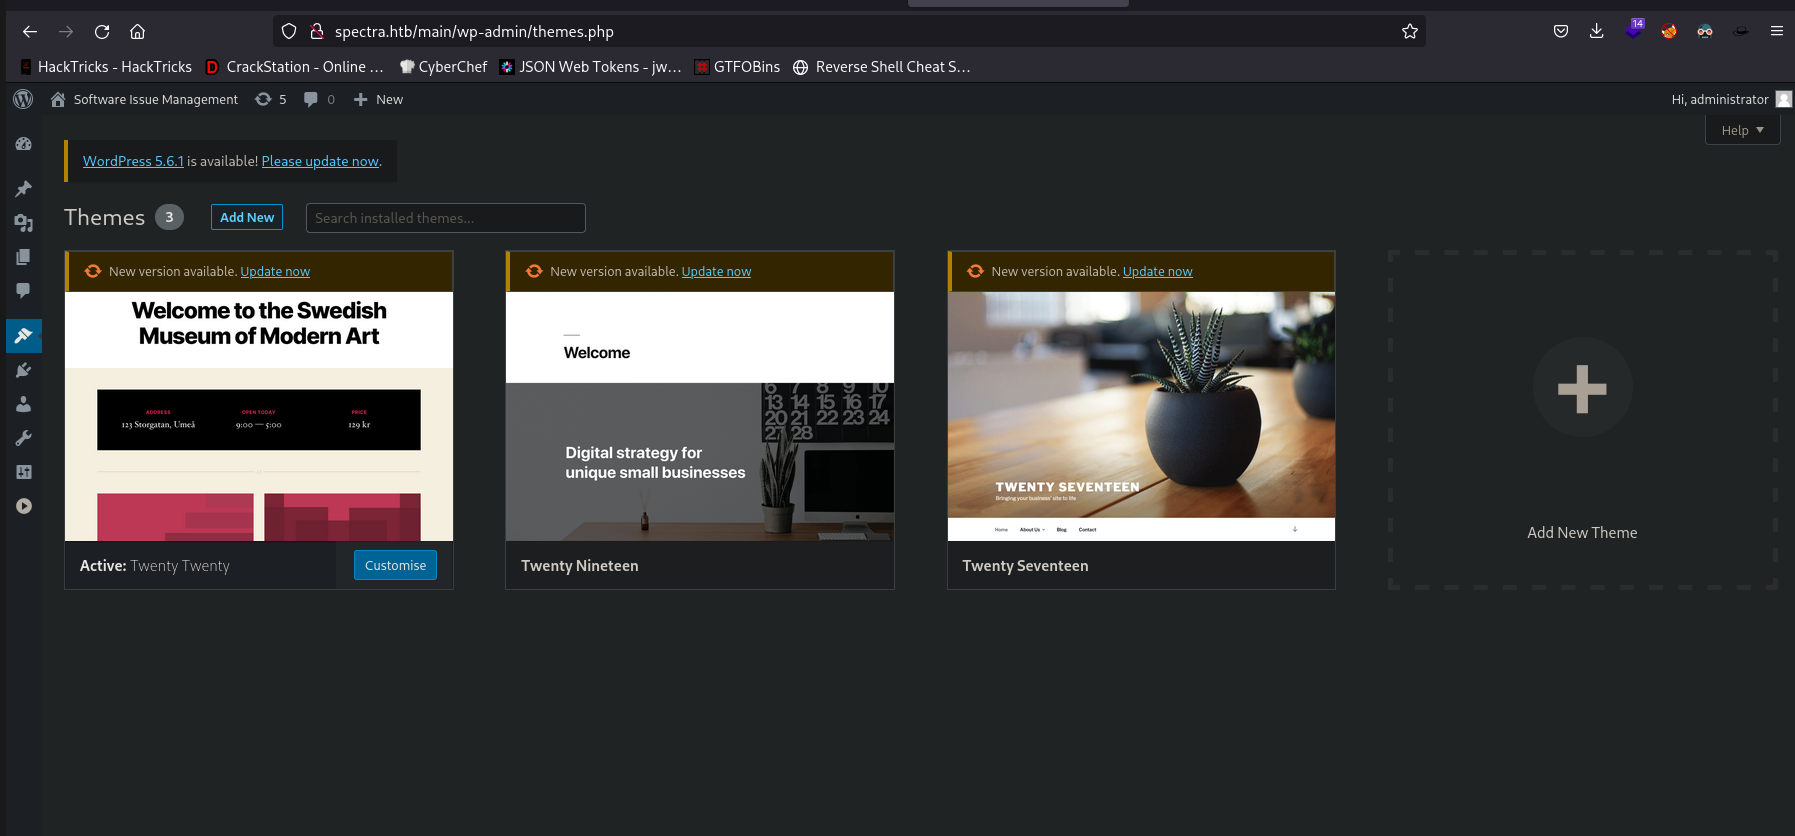 spectra.htb/main/wp-admin/themes.php
14
HackTricks - HackTricks
CrackStation - Online ...
CyberChef
JSON Web Tokens - jw...
GTFOBins
Reverse Shell Cheat S...
Software Issue Management
5
0
New
Hi, administrator
Help
WordPress 5.6.1 is available! Please update now.
Themes
3
Add New
Search installed themes...
New version available. Update now
Welcome to the Swedish
Museum of Modern Art
ADDRESS
OPEN TODAY
PRICE
123 Storgatan, Umeå
9:00 — 5:00
129 kr
Active: Twenty Twenty
Customise
New version available. Update now
Welcome
6 7 8 9 10
13 14 15 16 17
20 21 22 23 24
27 28
Digital strategy for
unique small businesses
Twenty Nineteen
New version available. Update now
TWENTY SEVENTEEN
Bringing your business' site to life
Home
About Us
Blog
Contact
Twenty Seventeen
Add New Theme